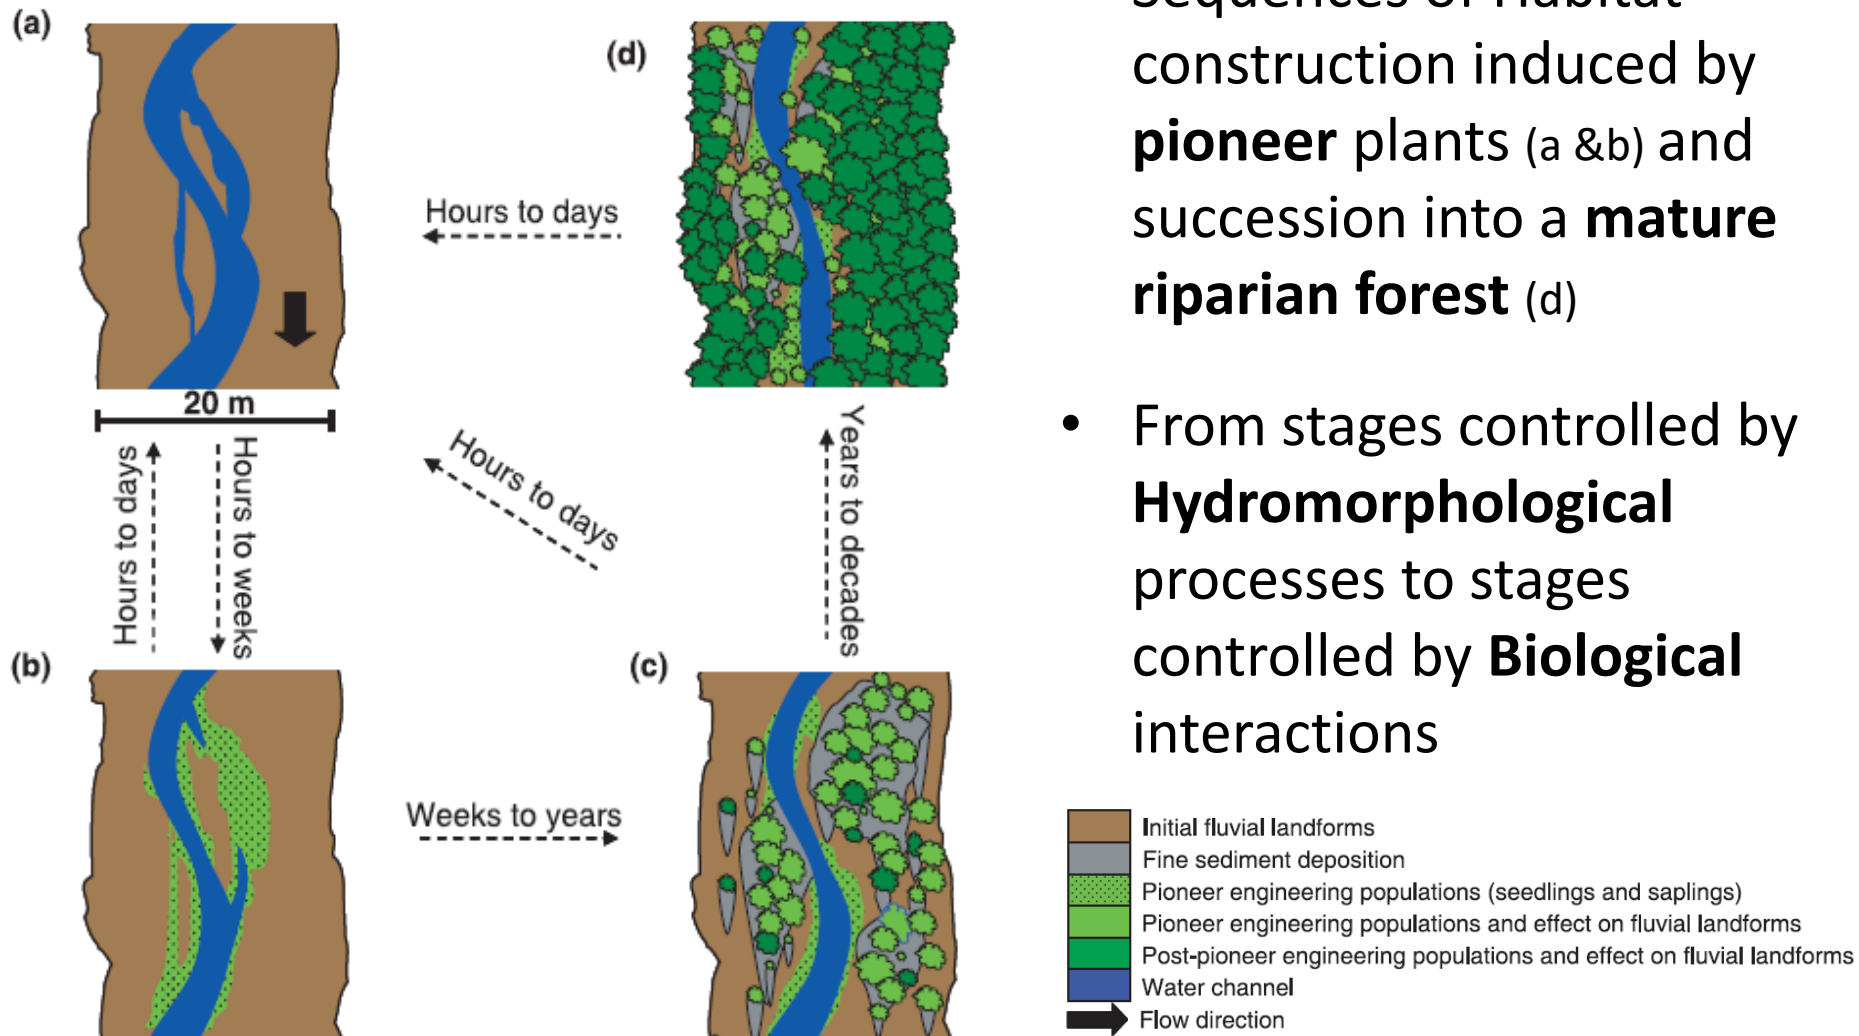 (a)
(d)
Hours to days
20 m
Hours to days
Hours to weeks
Hours to days
Years to decades
(b)
(c)
Weeks to years
Sequences of Habitat
construction induced by
pioneer plants (a &b) and
succession into a mature
riparian forest (d)
• From stages controlled by
Hydromorphological
processes to stages
controlled by Biological
interactions
Initial fluvial landforms
Fine sediment deposition
Pioneer engineering populations (seedlings and saplings)
Pioneer engineering populations and effect on fluvial landforms
Post-pioneer engineering populations and effect on fluvial landforms
Water channel
Flow direction